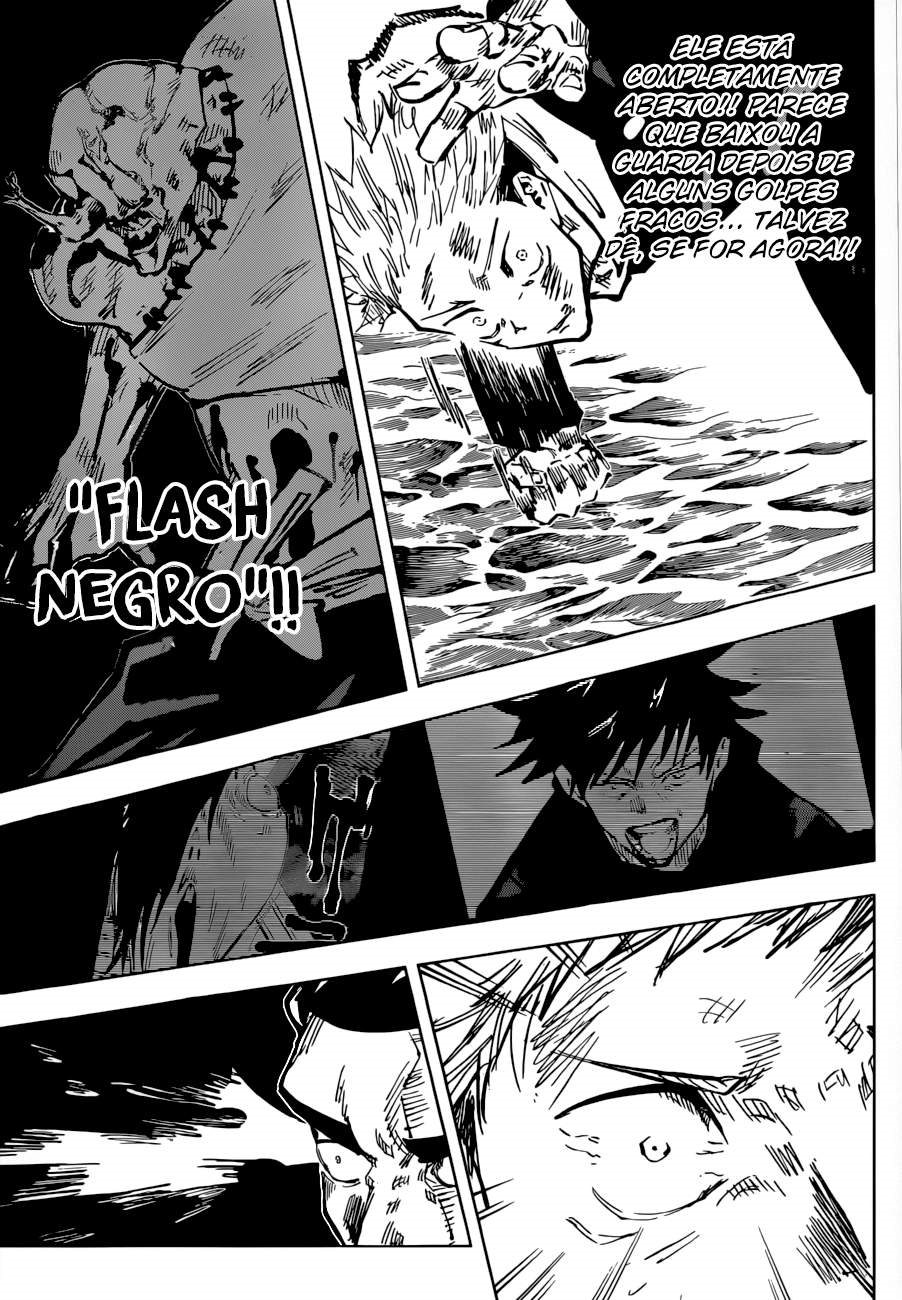 ELE ESTÁ
COMPLETAMENTE
ABERTO!! PARECE
QUE BAIXOU A
GUARDA DEPOIS DE
ALGUNS GOLPES
FRACOS... TALVEZ
DÊ, SE FOR AGORA!!
"FLASH
NEGRO"!!